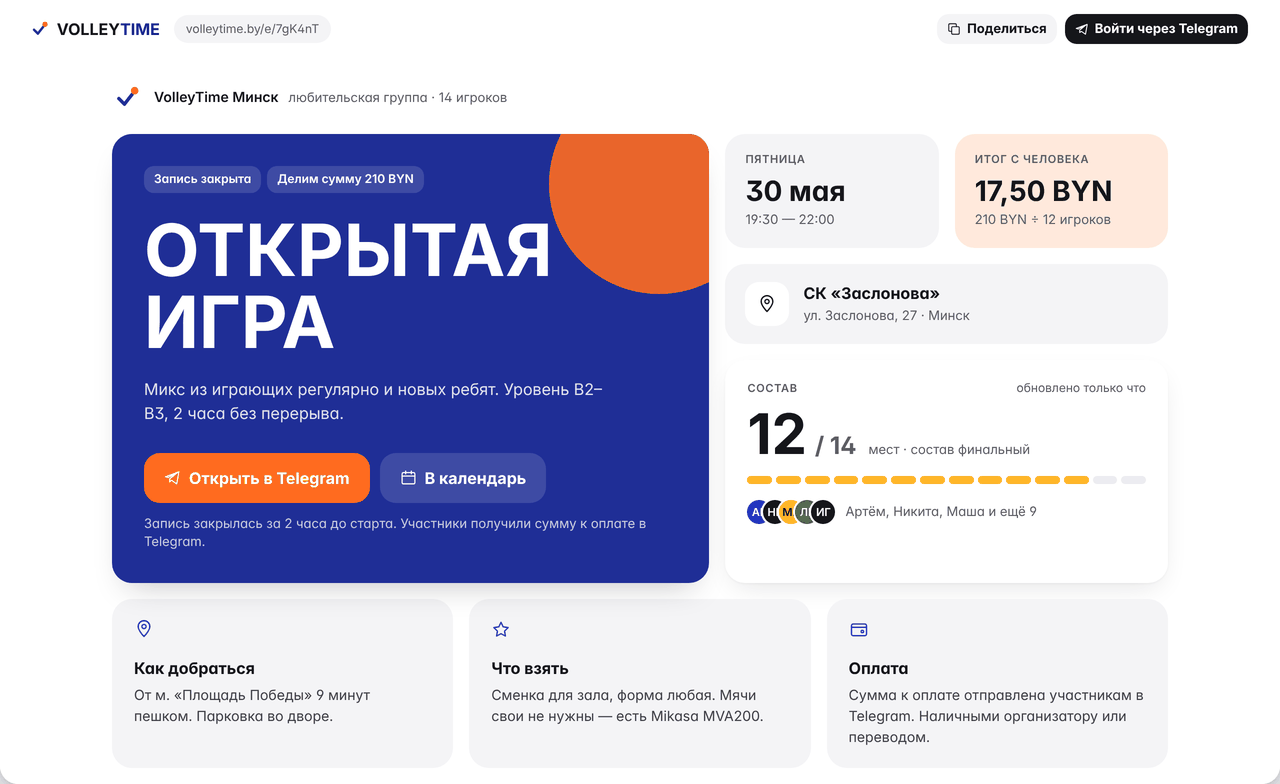 VOLLEYTIME
volleytime.by/e/7gK4nT
Поделиться
Войти через Telegram
VolleyTime Минск любительская группа · 14 игроков
Запись закрыта
Делим сумму 210 BYN
ОТКРЫТАЯ
ИГРА
Микс из играющих регулярно и новых ребят. Уровень B2–
B3, 2 часа без перерыва.
Открыть в Telegram
В календарь
Запись закрылась за 2 часа до старта. Участники получили сумму к оплате в
Telegram.
ПЯТНИЦА
30 мая
19:30 — 22:00
ИТОГ С ЧЕЛОВЕКА
17,50 BYN
210 BYN ÷ 12 игроков
СК «Заслонова»
ул. Заслонова, 27 · Минск
СОСТАВ
обновлено только что
12 / 14 мест · состав финальный
А Н М Л ИГ
Артём, Никита, Маша и ещё 9
Как добраться
От м. «Площадь Победы» 9 минут
пешком. Парковка во дворе.
Что взять
Сменка для зала, форма любая. Мячи
свои не нужны — есть Mikasa MVA200.
Оплата
Сумма к оплате отправлена участникам в
Telegram. Наличными организатору или
переводом.